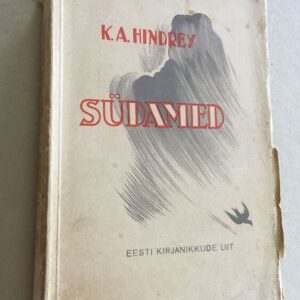 K. A. HINDREY
SÜDAMED
EESTI KIRJANIKKUDE LIIT